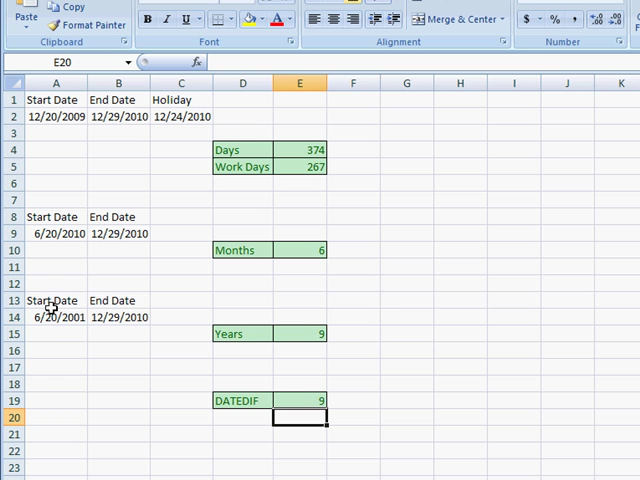 Copy
Paste
Format Painter
B I U A
Merge & Center
$ % ,
Clipboard Font Alignment Number
E20 fx
A B C D E F G H I J K
1 Start Date End Date Holiday
2 12/20/2009 12/29/2010 12/24/2010
3
4 Days 374
5 Work Days 267
6
7
8 Start Date End Date
9 6/20/2010 12/29/2010
10 Months 6
11
12
13 Start Date End Date
14 6/20/2001 12/29/2010
15 Years 9
16
17
18
19 DATEDIF 9
20
21
22
23